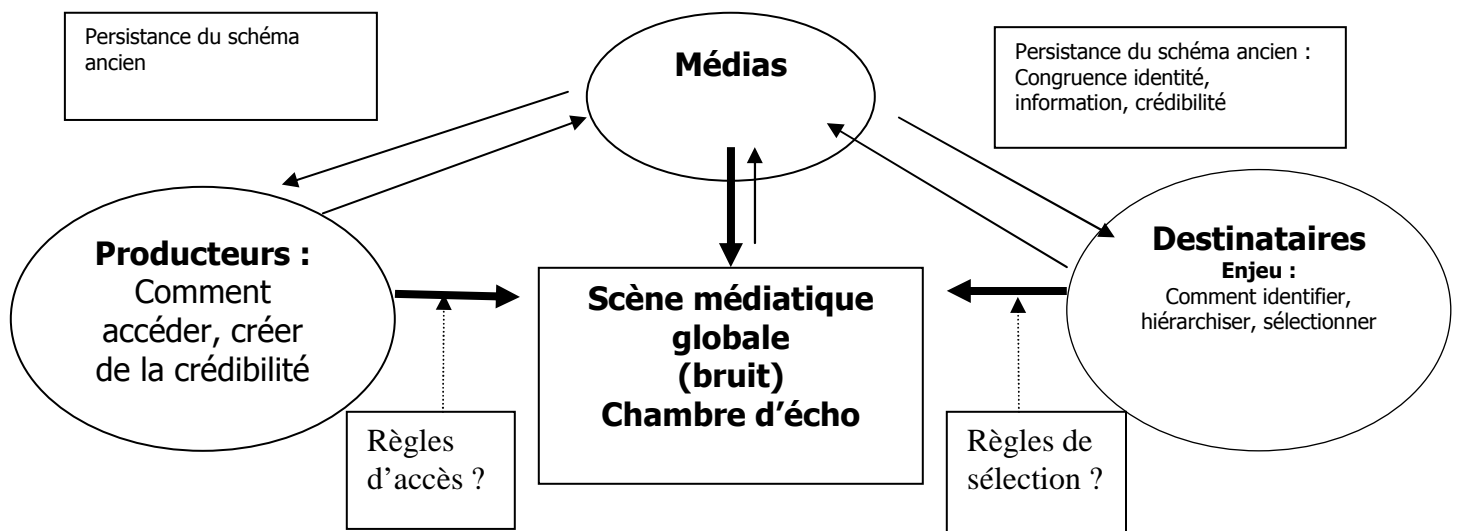 Persistance du schéma
ancien
Médias
Persistance du schéma ancien :
Congruence identité,
information, crédibilité
Producteurs :
Comment
accéder, créer
de la crédibilité
Scène médiatique
globale
(bruit)
Chambre d’écho
Destinataires
Enjeu :
Comment identifier,
hiérarchiser, sélectionner
Règles
d’accès ?
Règles de
sélection ?